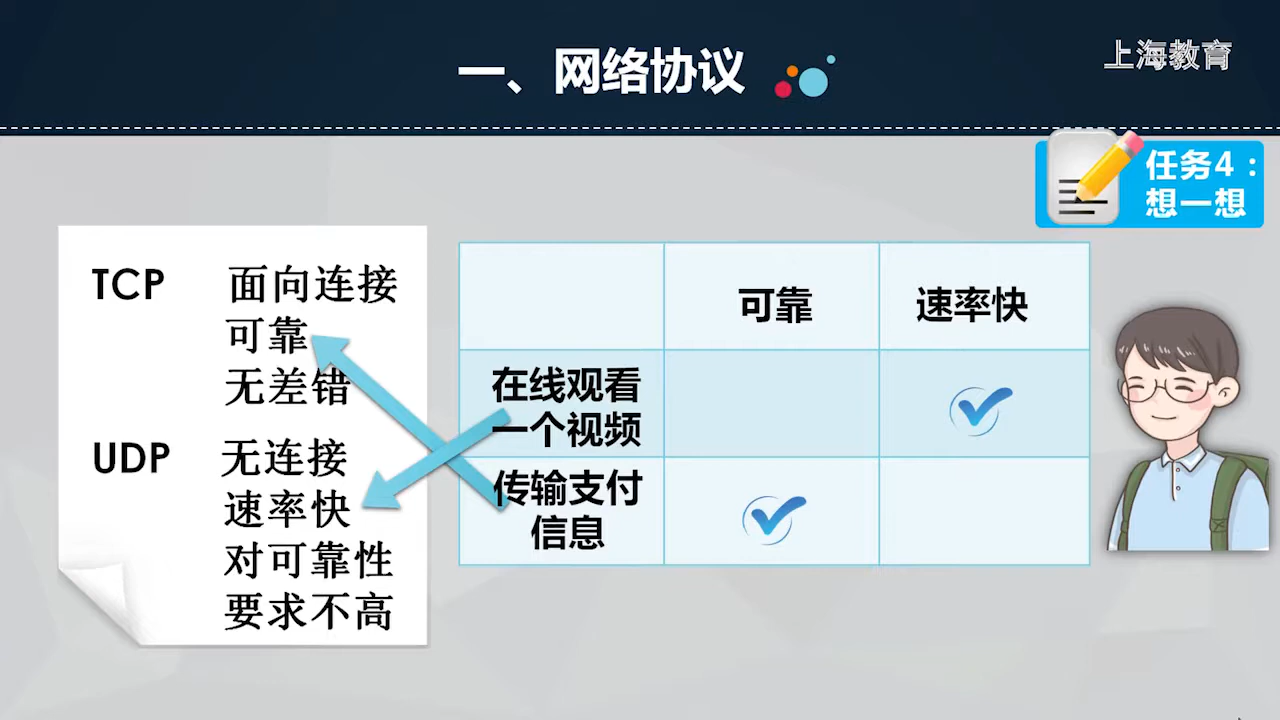 一、网络协议
上海教育
任务4：
想一想
TCP 面向连接
可靠
无差错
UDP 无连接
速率快
对可靠性
要求不高
可靠 速率快
在线观看
一个视频
传输支付
信息